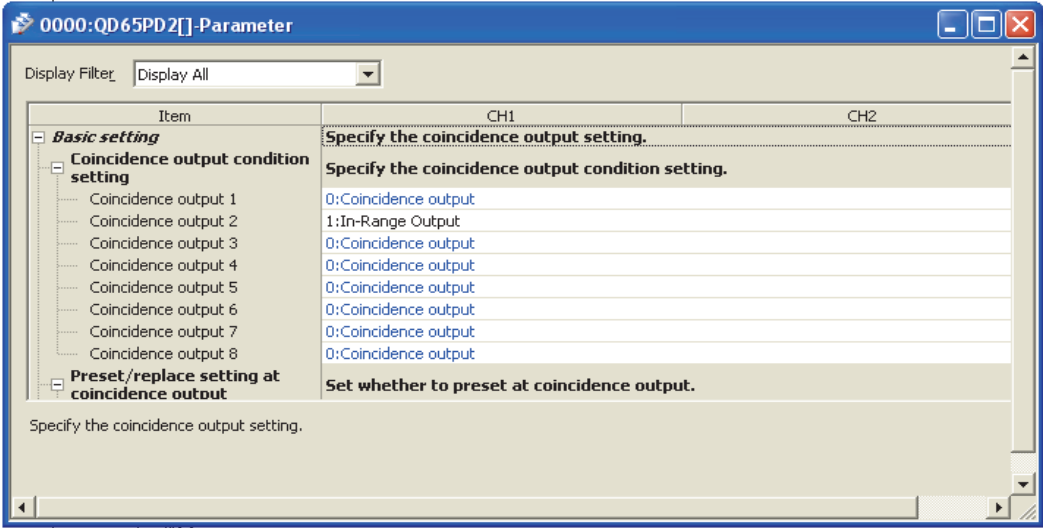 0000:QD65PD2[]-Parameter
Display Filter Display All
Item CH1 CH2
Basic setting Specify the coincidence output setting.
Coincidence output condition setting Specify the coincidence output condition setting.
Coincidence output 1 0:Coincidence output
Coincidence output 2 1:In-Range Output
Coincidence output 3 0:Coincidence output
Coincidence output 4 0:Coincidence output
Coincidence output 5 0:Coincidence output
Coincidence output 6 0:Coincidence output
Coincidence output 7 0:Coincidence output
Coincidence output 8 0:Coincidence output
Preset/replace setting at coincidence output Set whether to preset at coincidence output.
Specify the coincidence output setting.